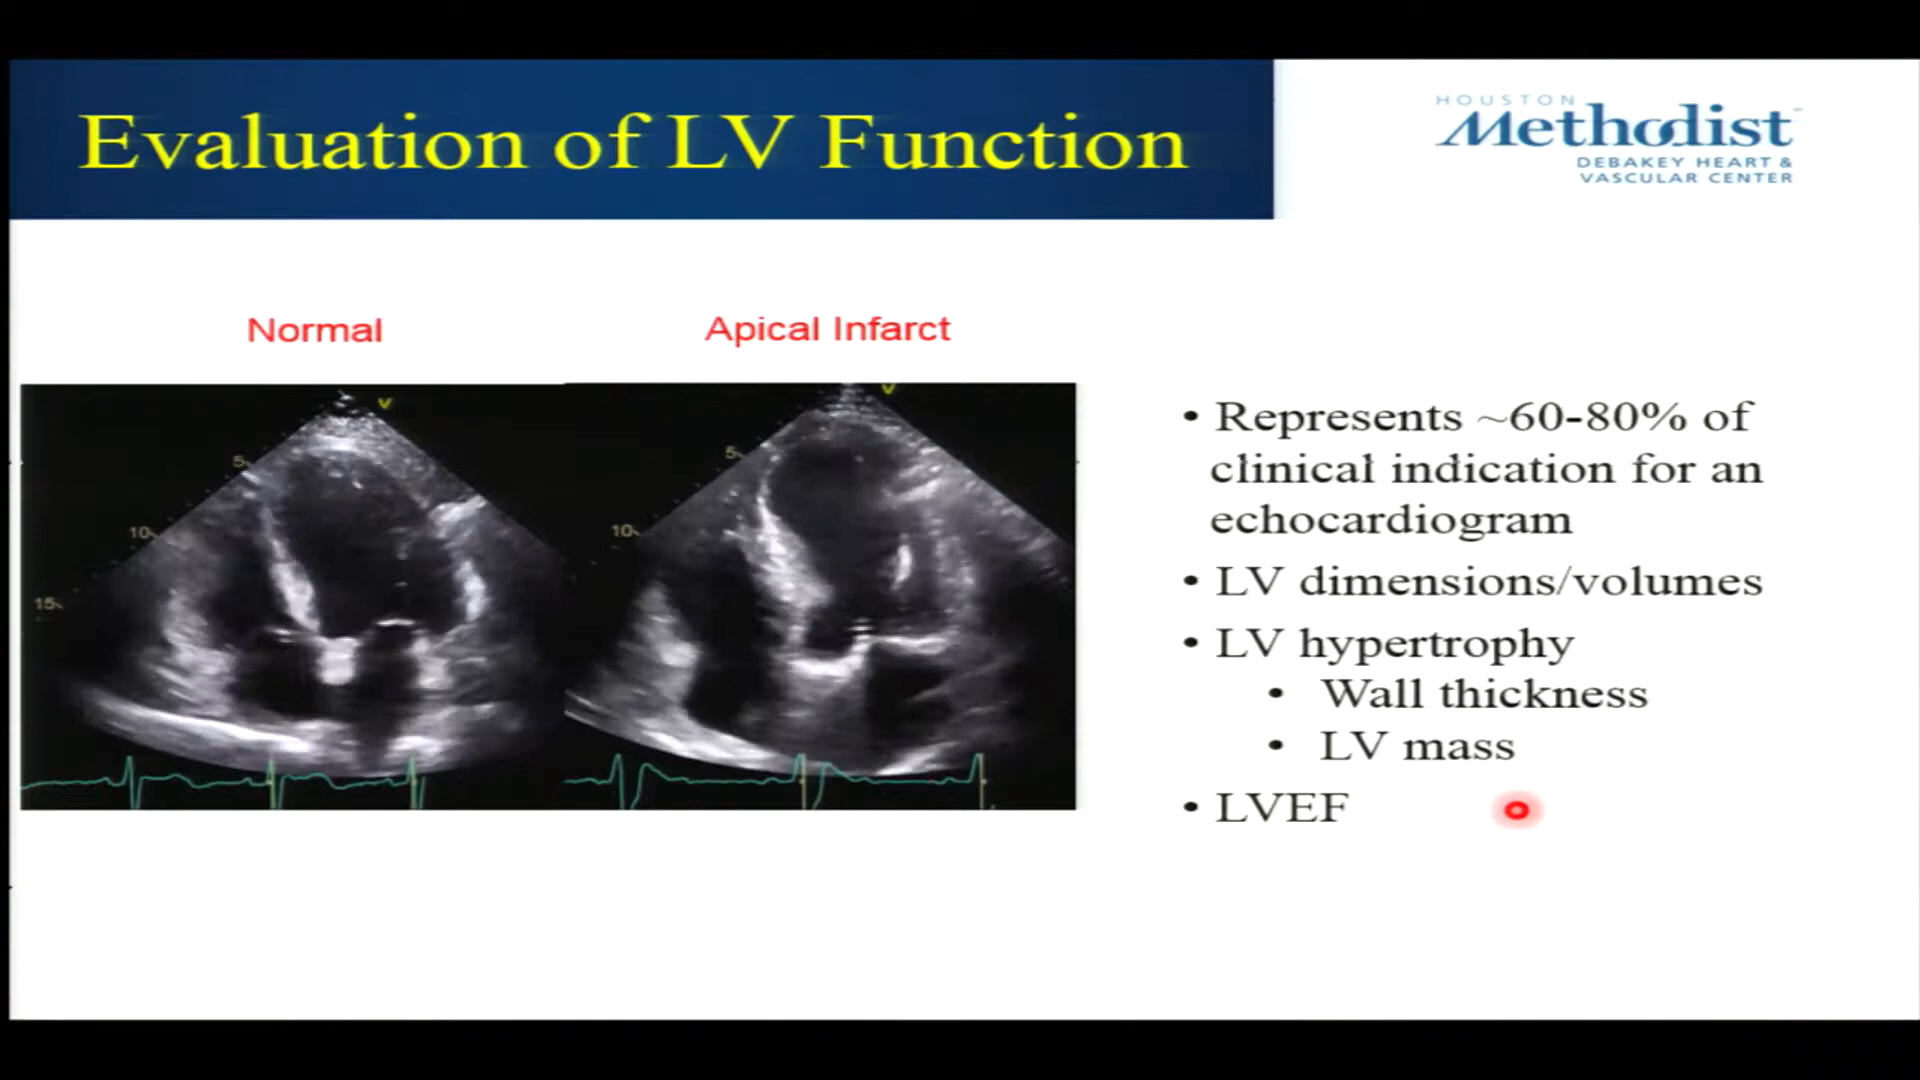 Evaluation of LV Function
HOUSTON
Methodist
DEBAKEY HEART &
VASCULAR CENTER
Normal
Apical Infarct
V
5
10
15
V
5
10
• Represents ~60-80% of
clinical indication for an
echocardiogram
• LV dimensions/volumes
• LV hypertrophy
• Wall thickness
• LV mass
• LVEF